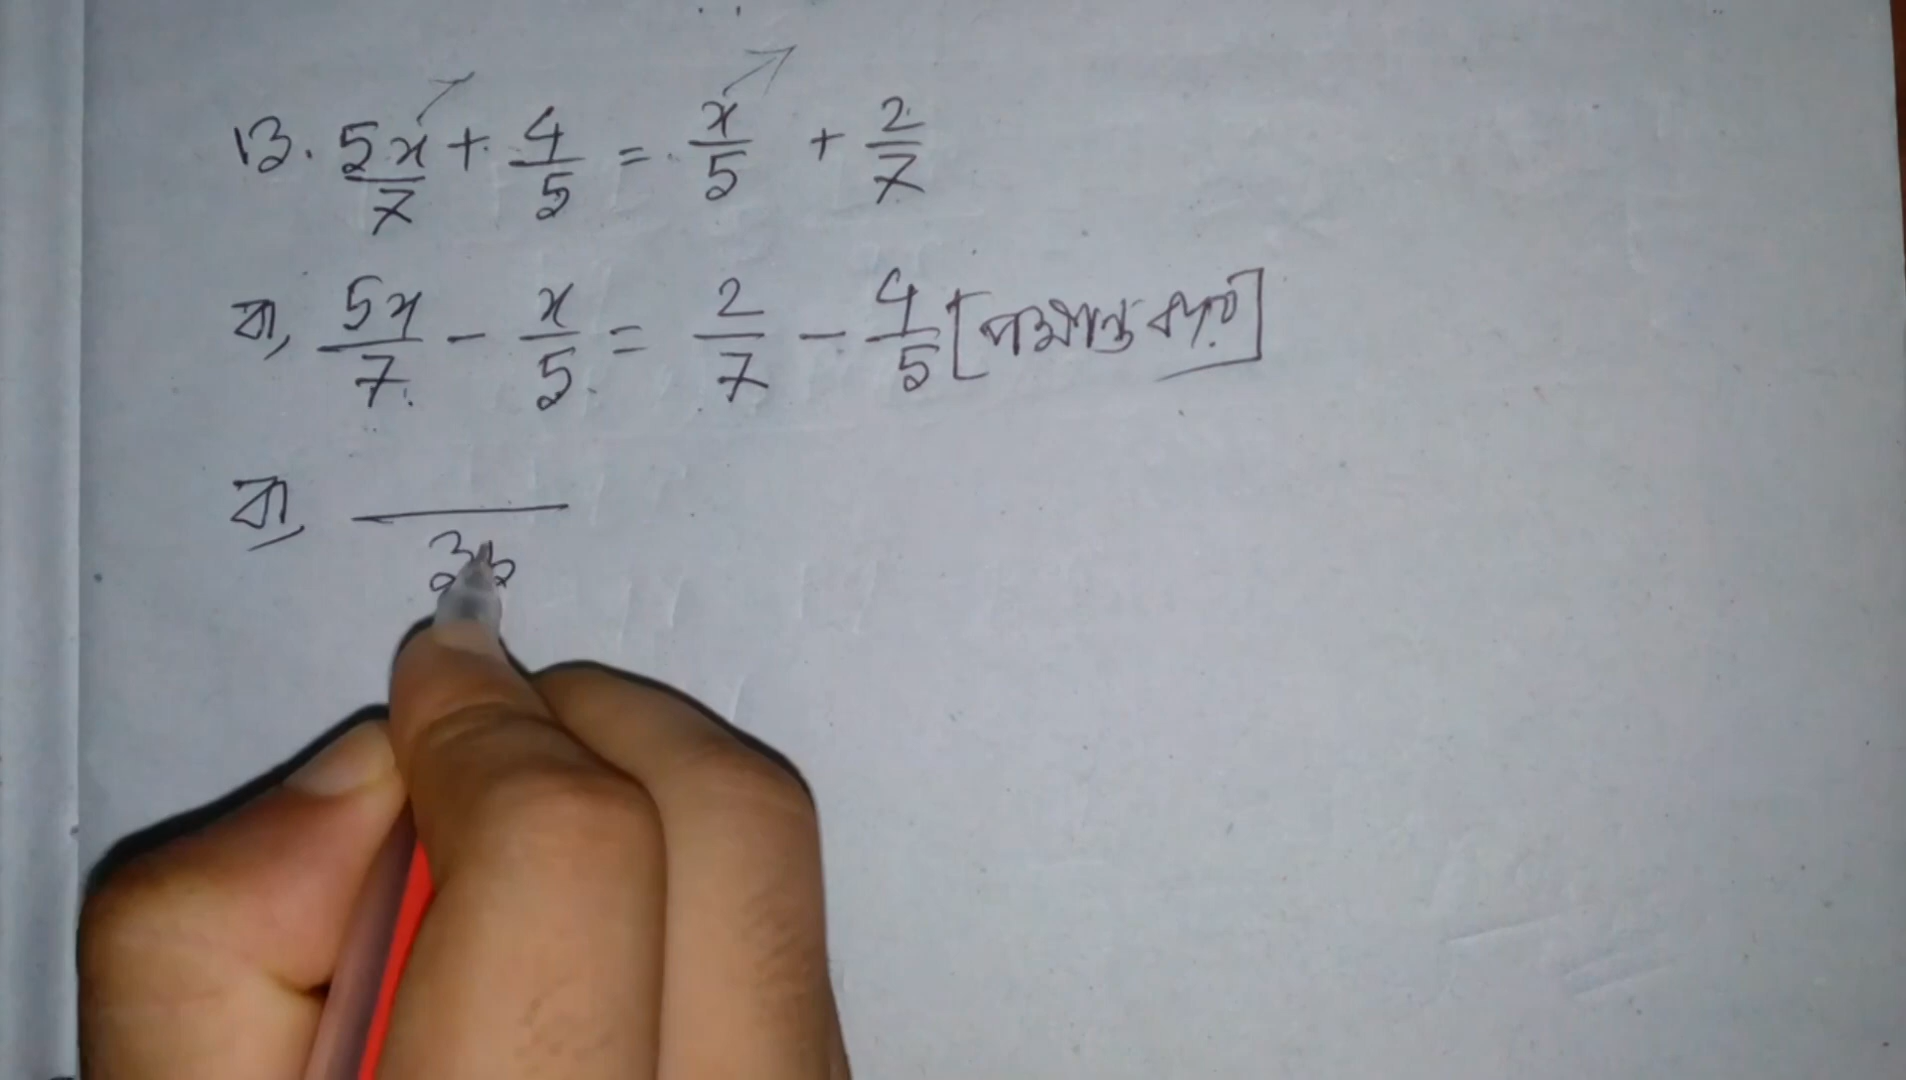 13. 5x/7 + 4/5 = x/5 + 2/7
বা, 5x/7 - x/5 = 2/7 - 4/5 [পক্ষান্তর করে]
বা, /35